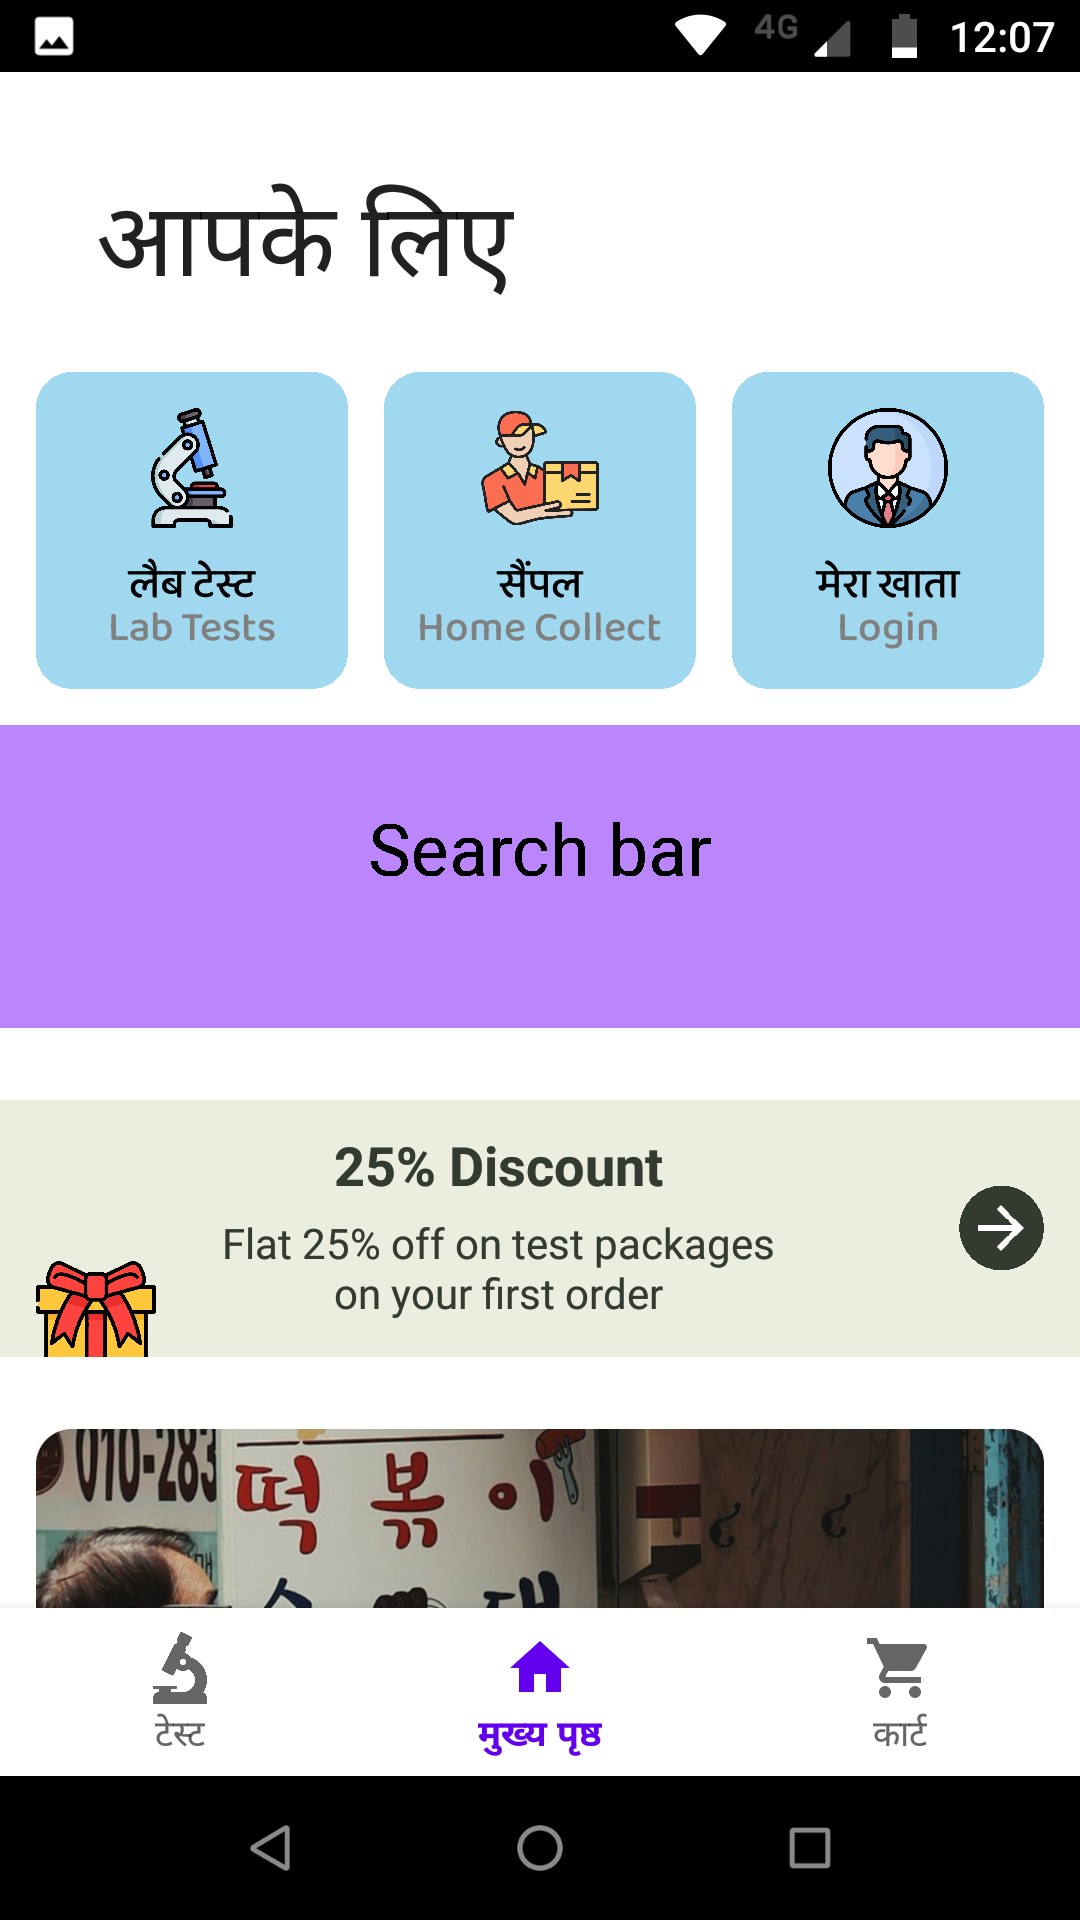 4G 12:07
आपके लिए
लैब टेस्ट
Lab Tests
सैंपल
Home Collect
मेरा खाता
Login
Search bar
25% Discount
Flat 25% off on test packages
on your first order
010-283
떡 볶 이
टेस्ट
मुख्य पृष्ठ
कार्ट